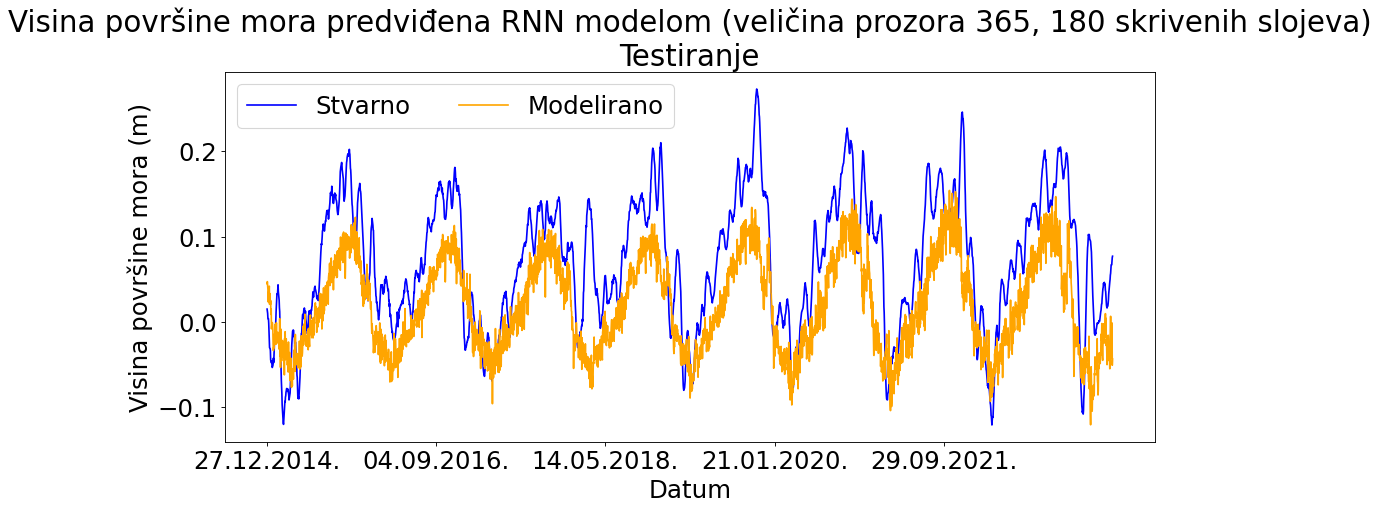 Visina površine mora predviđena RNN modelom (veličina prozora 365, 180 skrivenih slojeva)
Testiranje
Stvarno
Modelirano
Visina površine mora (m)
0.2
0.1
0.0
−0.1
27.12.2014.
04.09.2016.
14.05.2018.
21.01.2020.
29.09.2021.
Datum